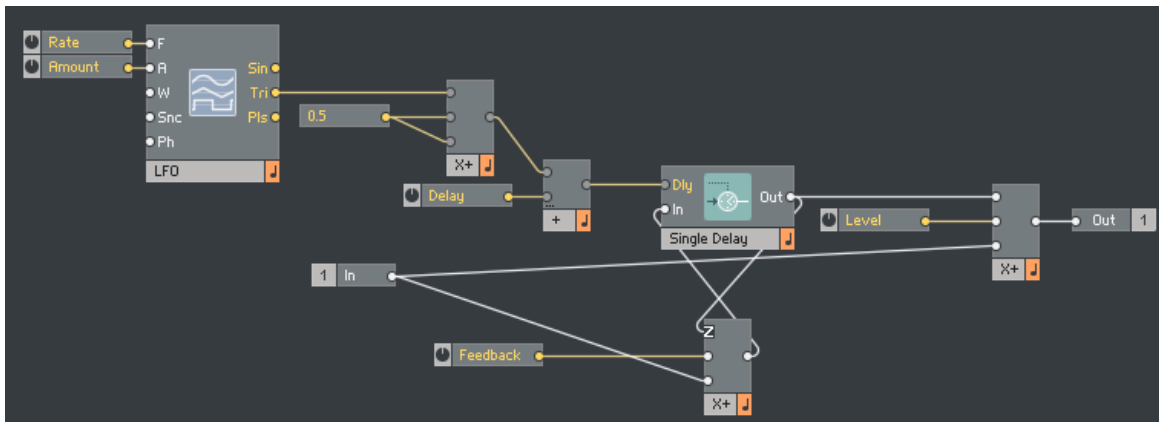 Rate
Amount
F
A
W
Snc
Ph
Sin
Tri
Pls
LFO
0.5
X+
Delay
...
+
Dly
In
Out
Single Delay
Level
Out 1
X+
1 In
Feedback
Z
X+